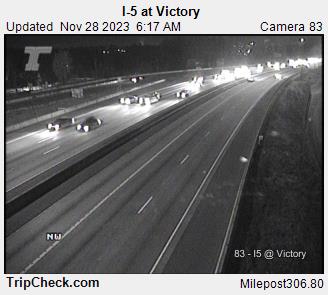 I-5 at Victory
Updated Nov 28 2023 6:17 AM Camera 83
T
NW
83 - I5 @ Victory
TripCheck.com Milepost306.80